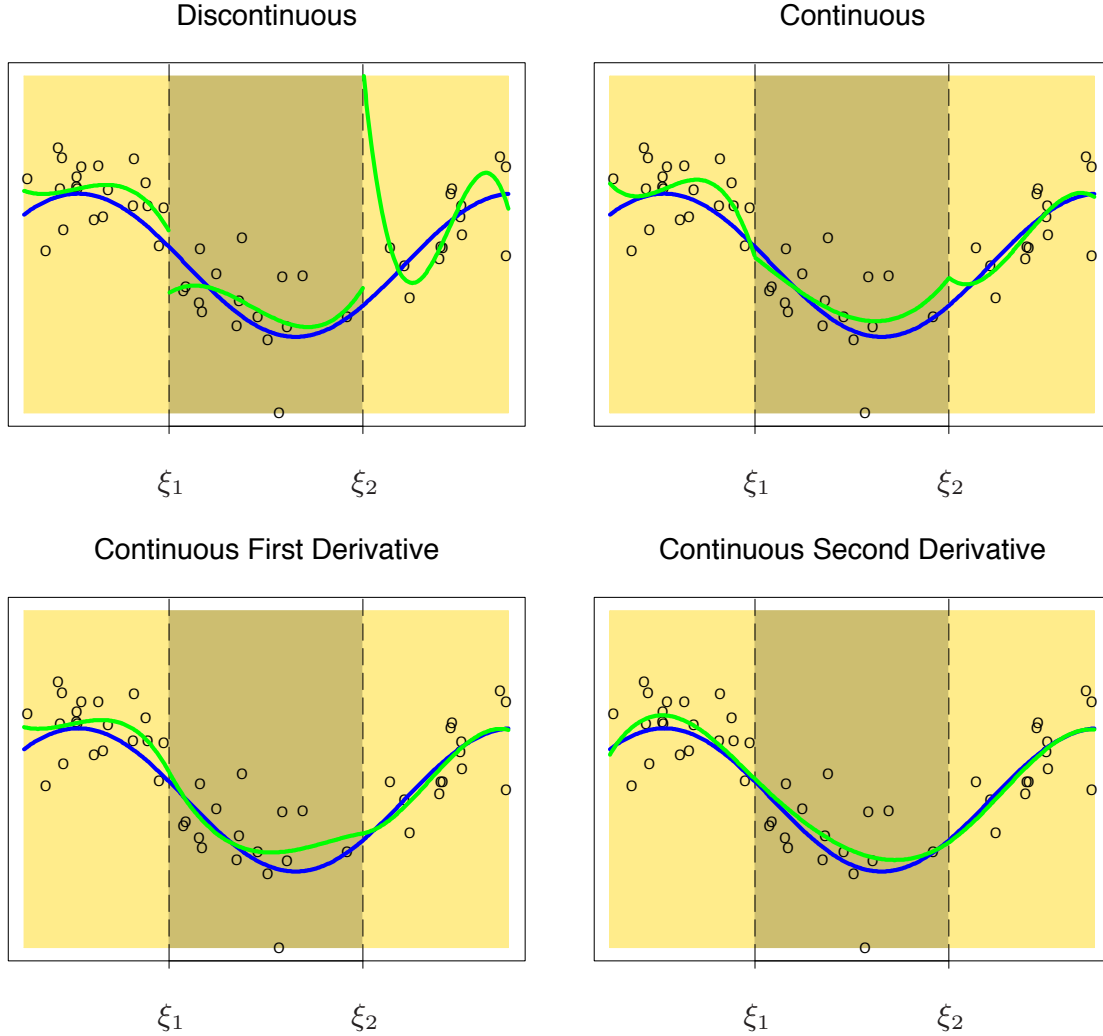 Discontinuous
Continuous
ξ1 ξ2
ξ1 ξ2
Continuous First Derivative
Continuous Second Derivative
ξ1 ξ2
ξ1 ξ2